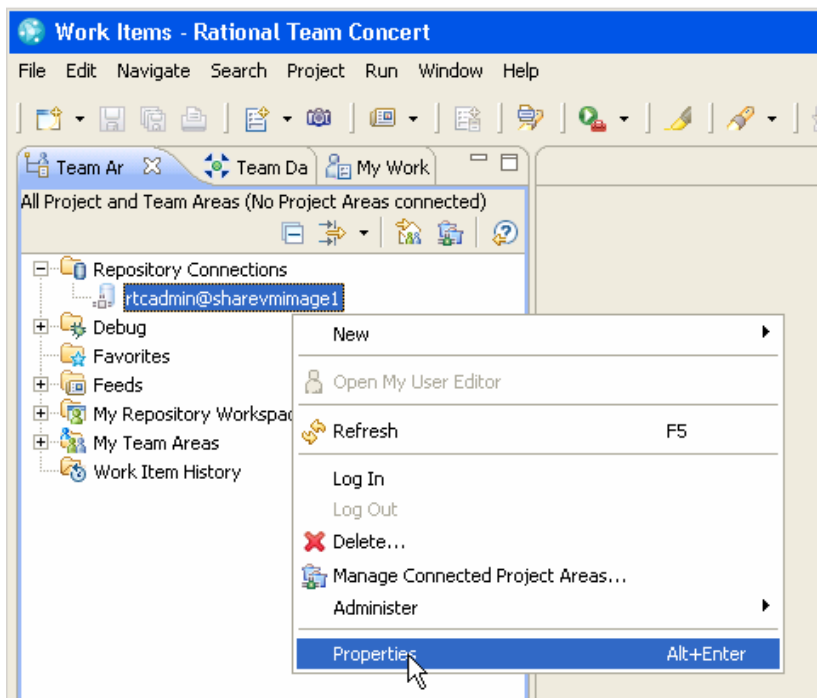 Work Items - Rational Team Concert
File Edit Navigate Search Project Run Window Help
Team Ar Team Da My Work
All Project and Team Areas (No Project Areas connected)
Repository Connections
rtcadmin@sharevmimage1
Debug
Favorites
Feeds
My Repository Workspac
My Team Areas
Work Item History
New
Open My User Editor
Refresh F5
Log In
Log Out
Delete...
Manage Connected Project Areas...
Administer
Properties Alt+Enter